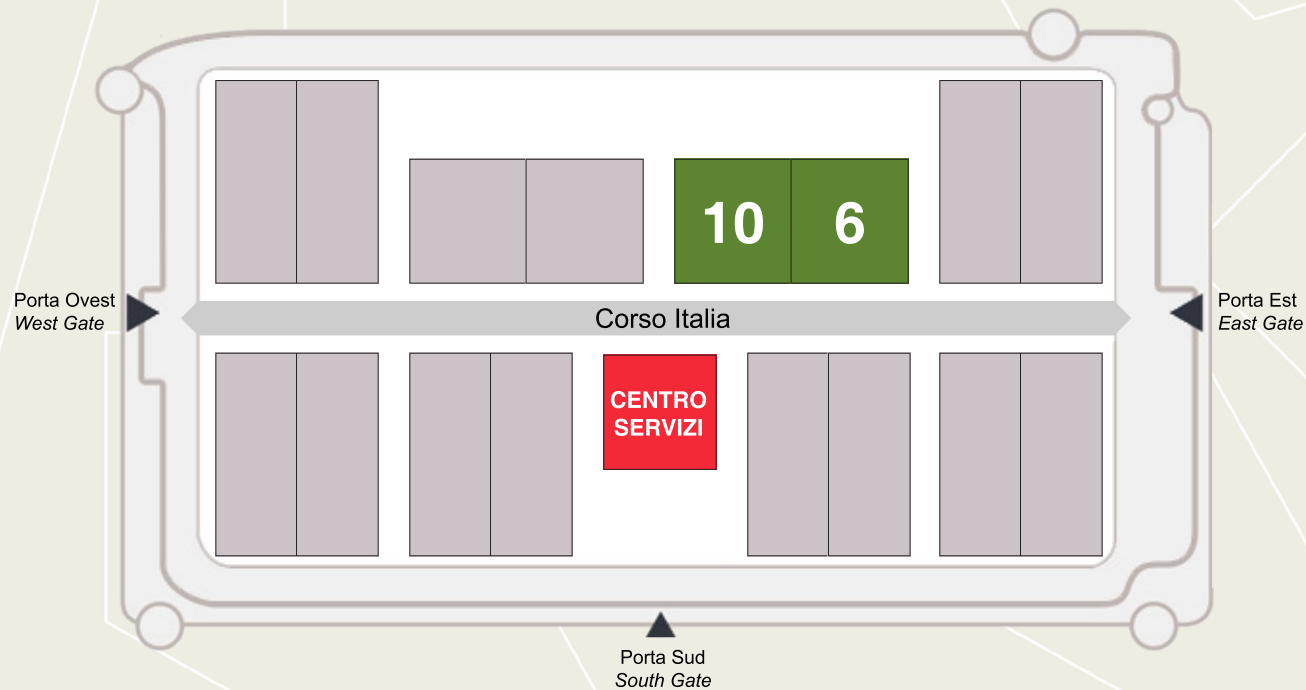 10
6
Porta Ovest
West Gate
Corso Italia
Porta Est
East Gate
CENTRO
SERVIZI
Porta Sud
South Gate